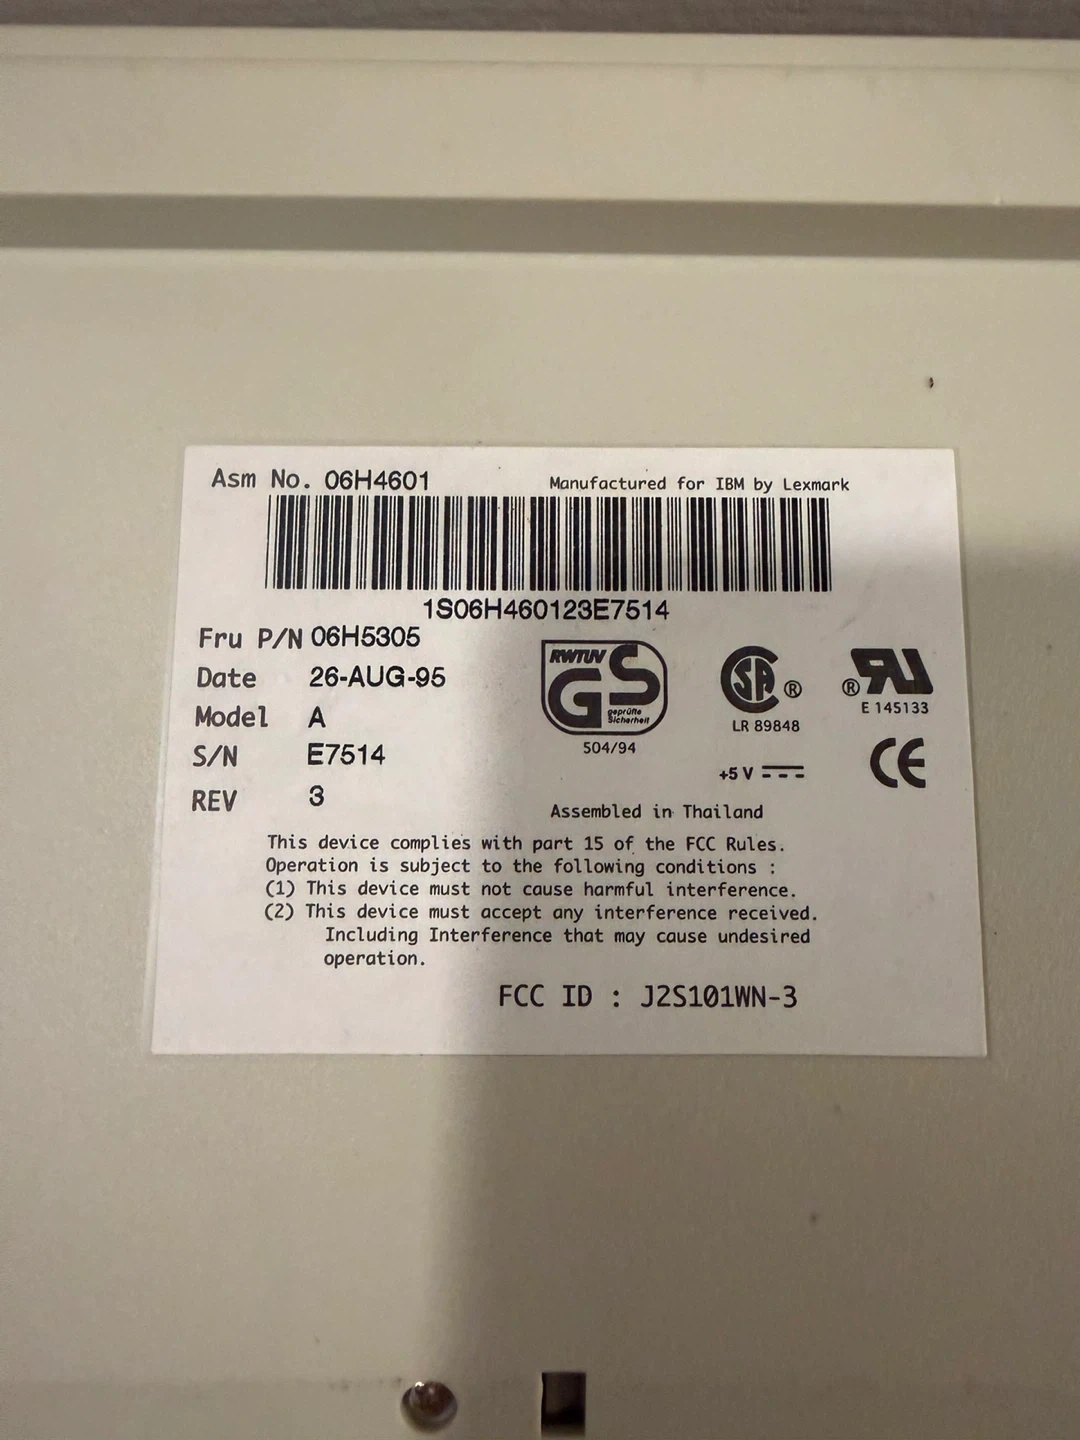 Asm No. 06H4601
Manufactured for IBM by Lexmark
1S06H460123E7514
Fru P/N 06H5305
Date 26-AUG-95
Model A
S/N E7514
REV 3
RWTÜV
GS
geprüfte
Sicherheit
504/94
SA ®
LR 89848
® RU
E 145133
+5 V
CE
Assembled in Thailand
This device complies with part 15 of the FCC Rules.
Operation is subject to the following conditions :
(1) This device must not cause harmful interference.
(2) This device must accept any interference received.
Including Interference that may cause undesired
operation.
FCC ID : J2S101WN-3